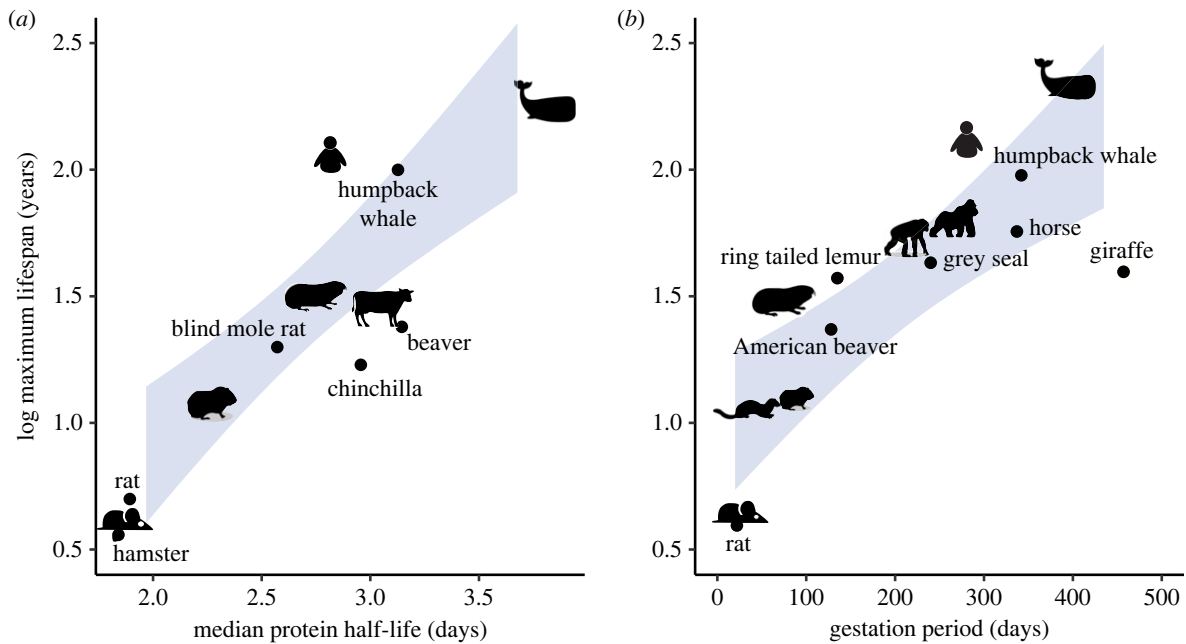 (a)
log maximum lifespan (years)
2.5
2.0
1.5
1.0
0.5
humpback
whale
blind mole rat
beaver
chinchilla
rat
hamster
2.0
2.5
3.0
3.5
median protein half-life (days)
(b)
2.5
2.0
1.5
1.0
0.5
humpback whale
horse
ring tailed lemur
grey seal
giraffe
American beaver
rat
0
100
200
300
400
500
gestation period (days)